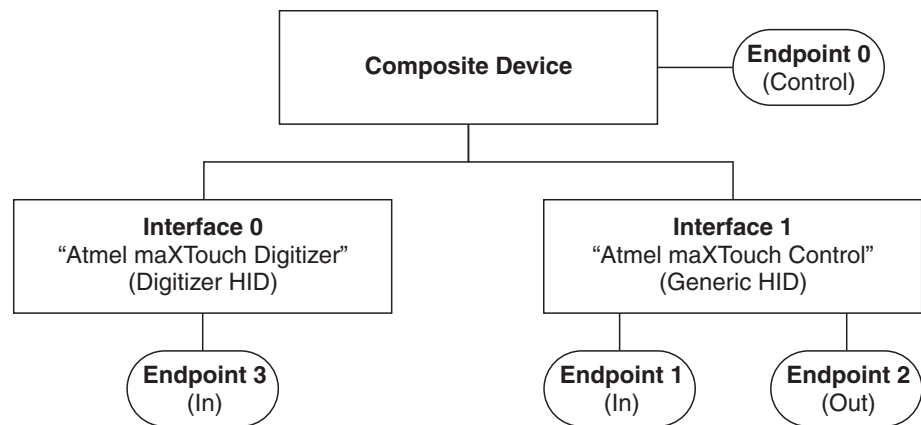 Composite Device
Endpoint 0
(Control)
Interface 0
“Atmel maXTouch Digitizer”
(Digitizer HID)
Interface 1
“Atmel maXTouch Control”
(Generic HID)
Endpoint 3
(In)
Endpoint 1
(In)
Endpoint 2
(Out)